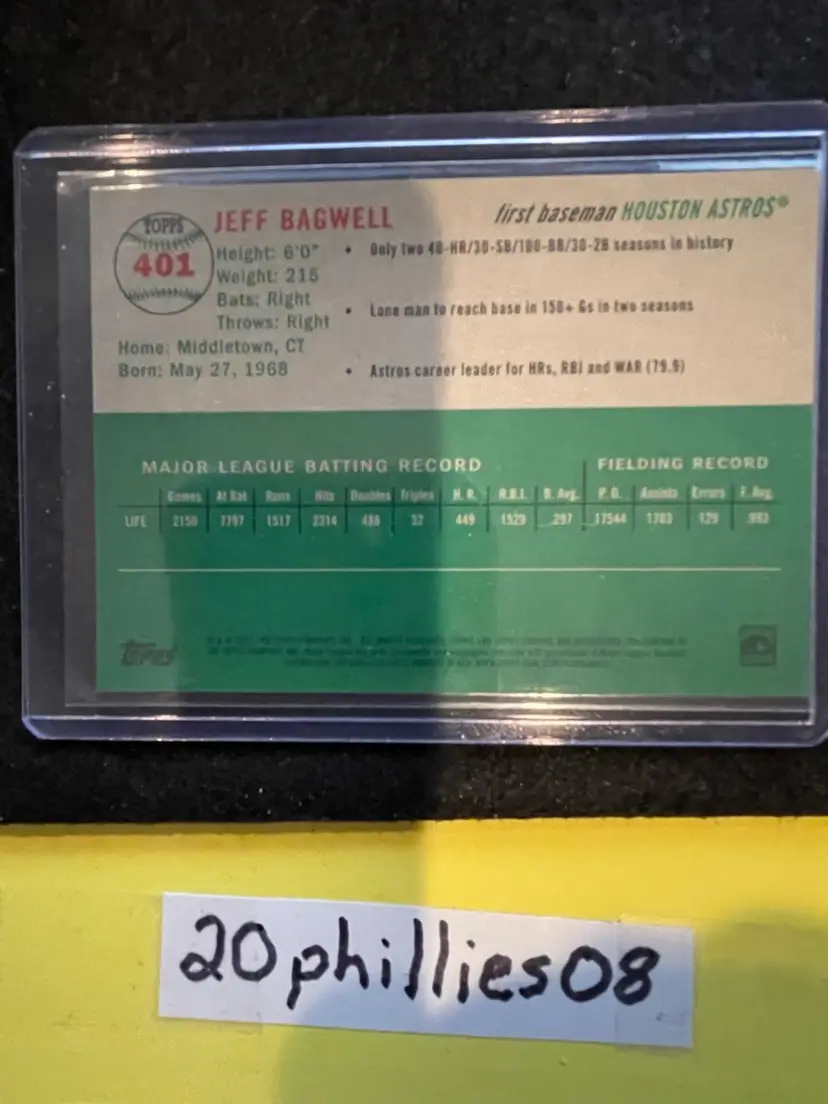 TOPPS
401
JEFF BAGWELL
first baseman HOUSTON ASTROS®
Height: 6'0"
Weight: 215
Bats: Right
Throws: Right
Home: Middletown, CT
Born: May 27, 1968
• Only two 40-HR/30-SB/100-BB/30-2B seasons in history
• Lone man to reach base in 150+ Gs in two seasons
• Astros career leader for HRs, RBI and WAR (79.9)
MAJOR LEAGUE BATTING RECORD FIELDING RECORD
Games At Bat Runs Hits Doubles Triples H. R. R.B.I. B. Avg. P. O. Assists Errors F. Avg.
LIFE 2150 7797 1517 2314 488 32 449 1529 .297 17544 1703 129 .993
Topps
20phillies08